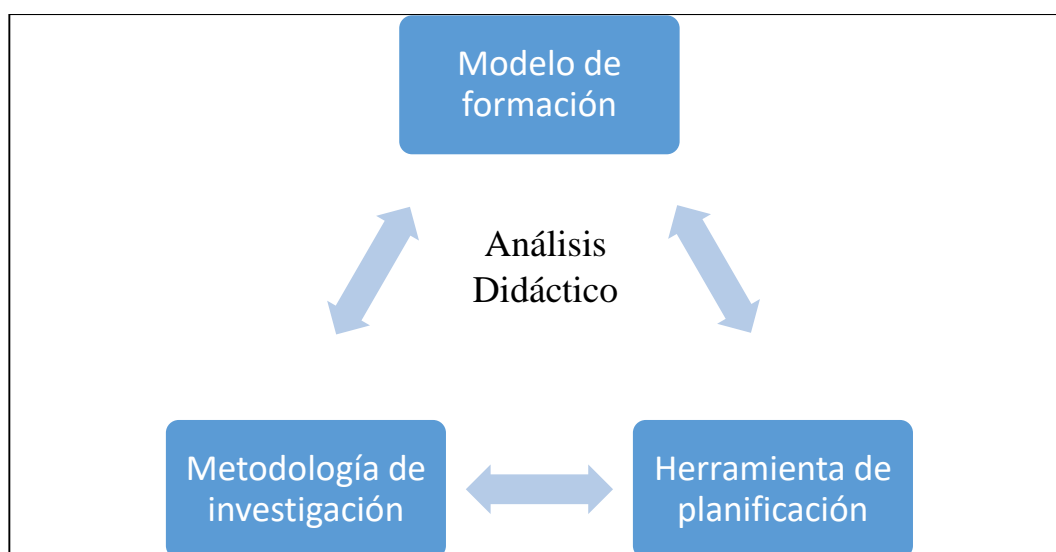 Modelo de
formación
Análisis
Didáctico
Metodología de
investigación
Herramienta de
planificación